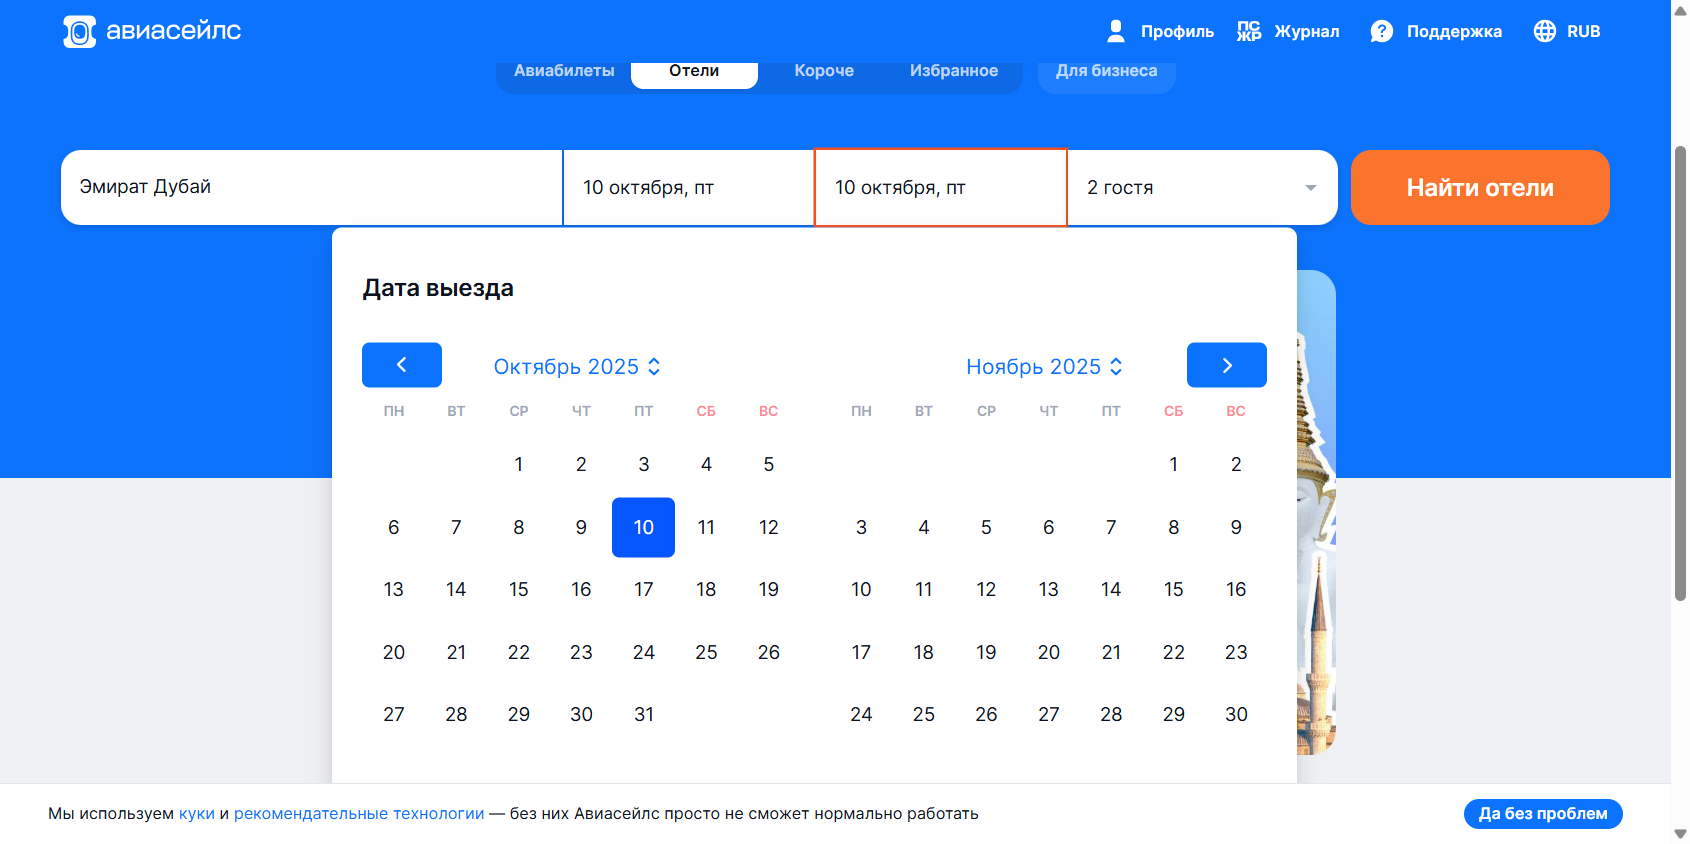 авиасейлс
Профиль
ПС ЖР Журнал
Поддержка
RUB
Авиабилеты
Отели
Короче
Избранное
Для бизнеса
Эмират Дубай
10 октября, пт
10 октября, пт
2 гостя
Найти отели
Дата выезда
Октябрь 2025
ПН ВТ СР ЧТ ПТ СБ ВС
1 2 3 4 5
6 7 8 9 10 11 12
13 14 15 16 17 18 19
20 21 22 23 24 25 26
27 28 29 30 31
Ноябрь 2025
ПН ВТ СР ЧТ ПТ СБ ВС
1 2
3 4 5 6 7 8 9
10 11 12 13 14 15 16
17 18 19 20 21 22 23
24 25 26 27 28 29 30
Мы используем куки и рекомендательные технологии — без них Авиасейлс просто не сможет нормально работать
Да без проблем